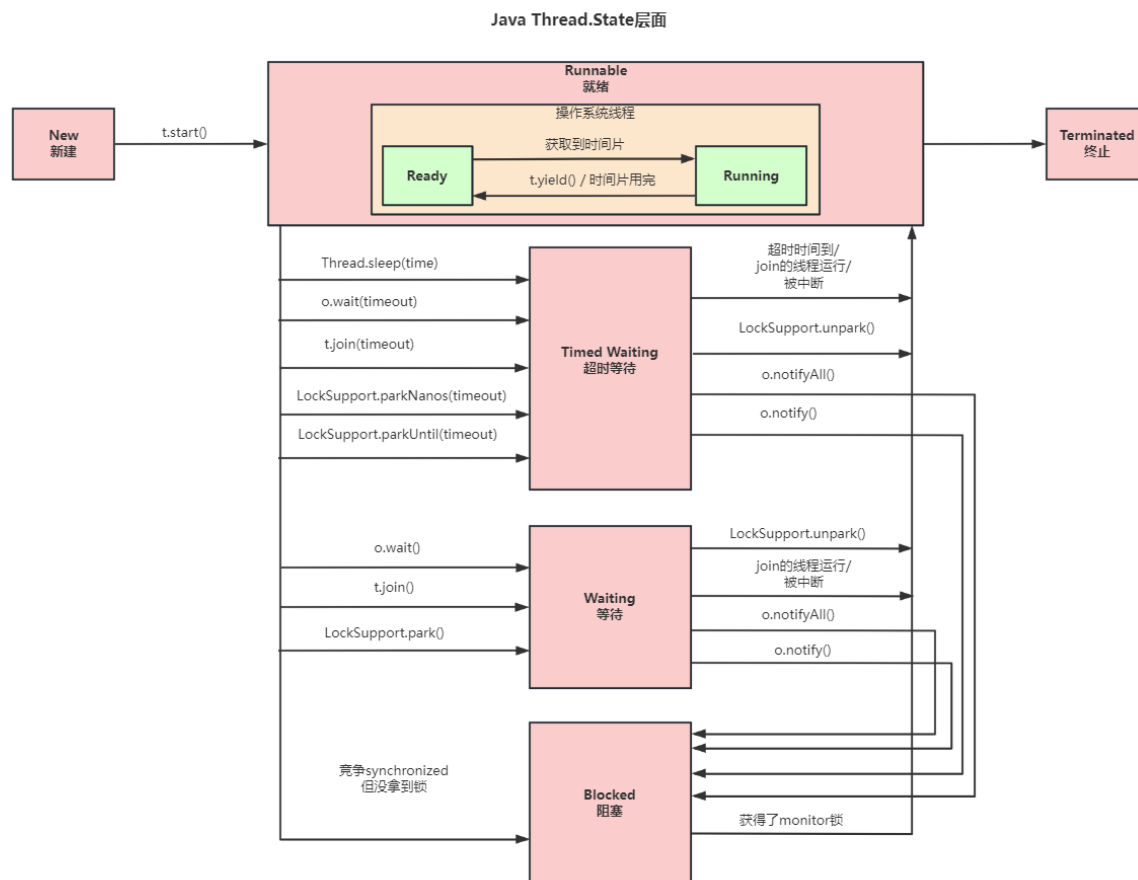 Java Thread.State层面
Runnable
就绪
操作系统线程
New
新建
t.start()
获取到时间片
Ready
Running
t.yield() / 时间片用完
Terminated
终止
Thread.sleep(time)
o.wait(timeout)
t.join(timeout)
LockSupport.parkNanos(timeout)
LockSupport.parkUntil(timeout)
Timed Waiting
超时等待
超时时间到/
join的线程运行/
被中断
LockSupport.unpark()
o.notifyAll()
o.notify()
o.wait()
t.join()
LockSupport.park()
Waiting
等待
LockSupport.unpark()
join的线程运行/
被中断
o.notifyAll()
o.notify()
竞争synchronized
但没拿到锁
Blocked
阻塞
获得了monitor锁